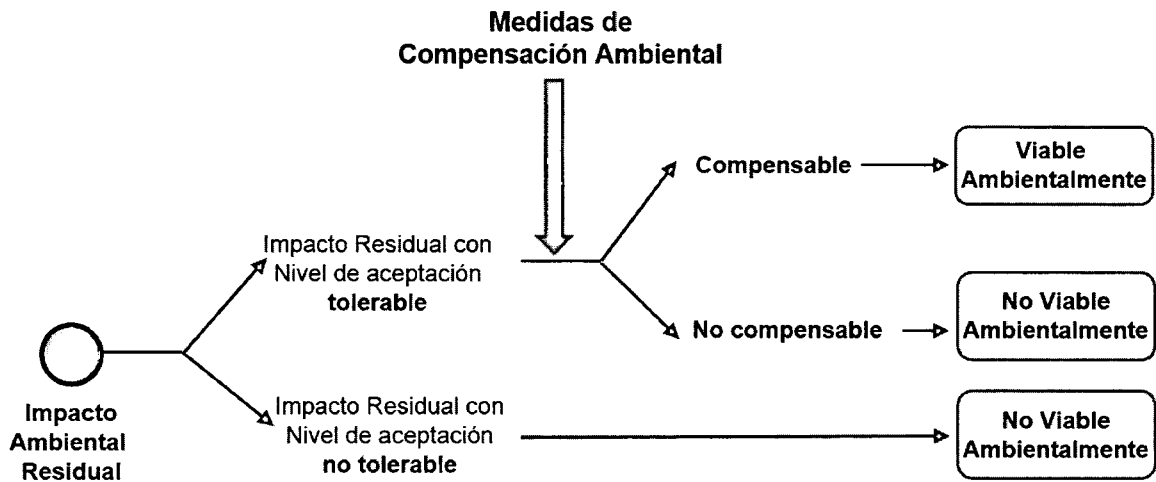 Medidas de
Compensación Ambiental
Compensable
Viable
Ambientalmente
Impacto Residual con
Nivel de aceptación
tolerable
No compensable
No Viable
Ambientalmente
Impacto
Ambiental
Residual
Impacto Residual con
Nivel de aceptación
no tolerable
No Viable
Ambientalmente